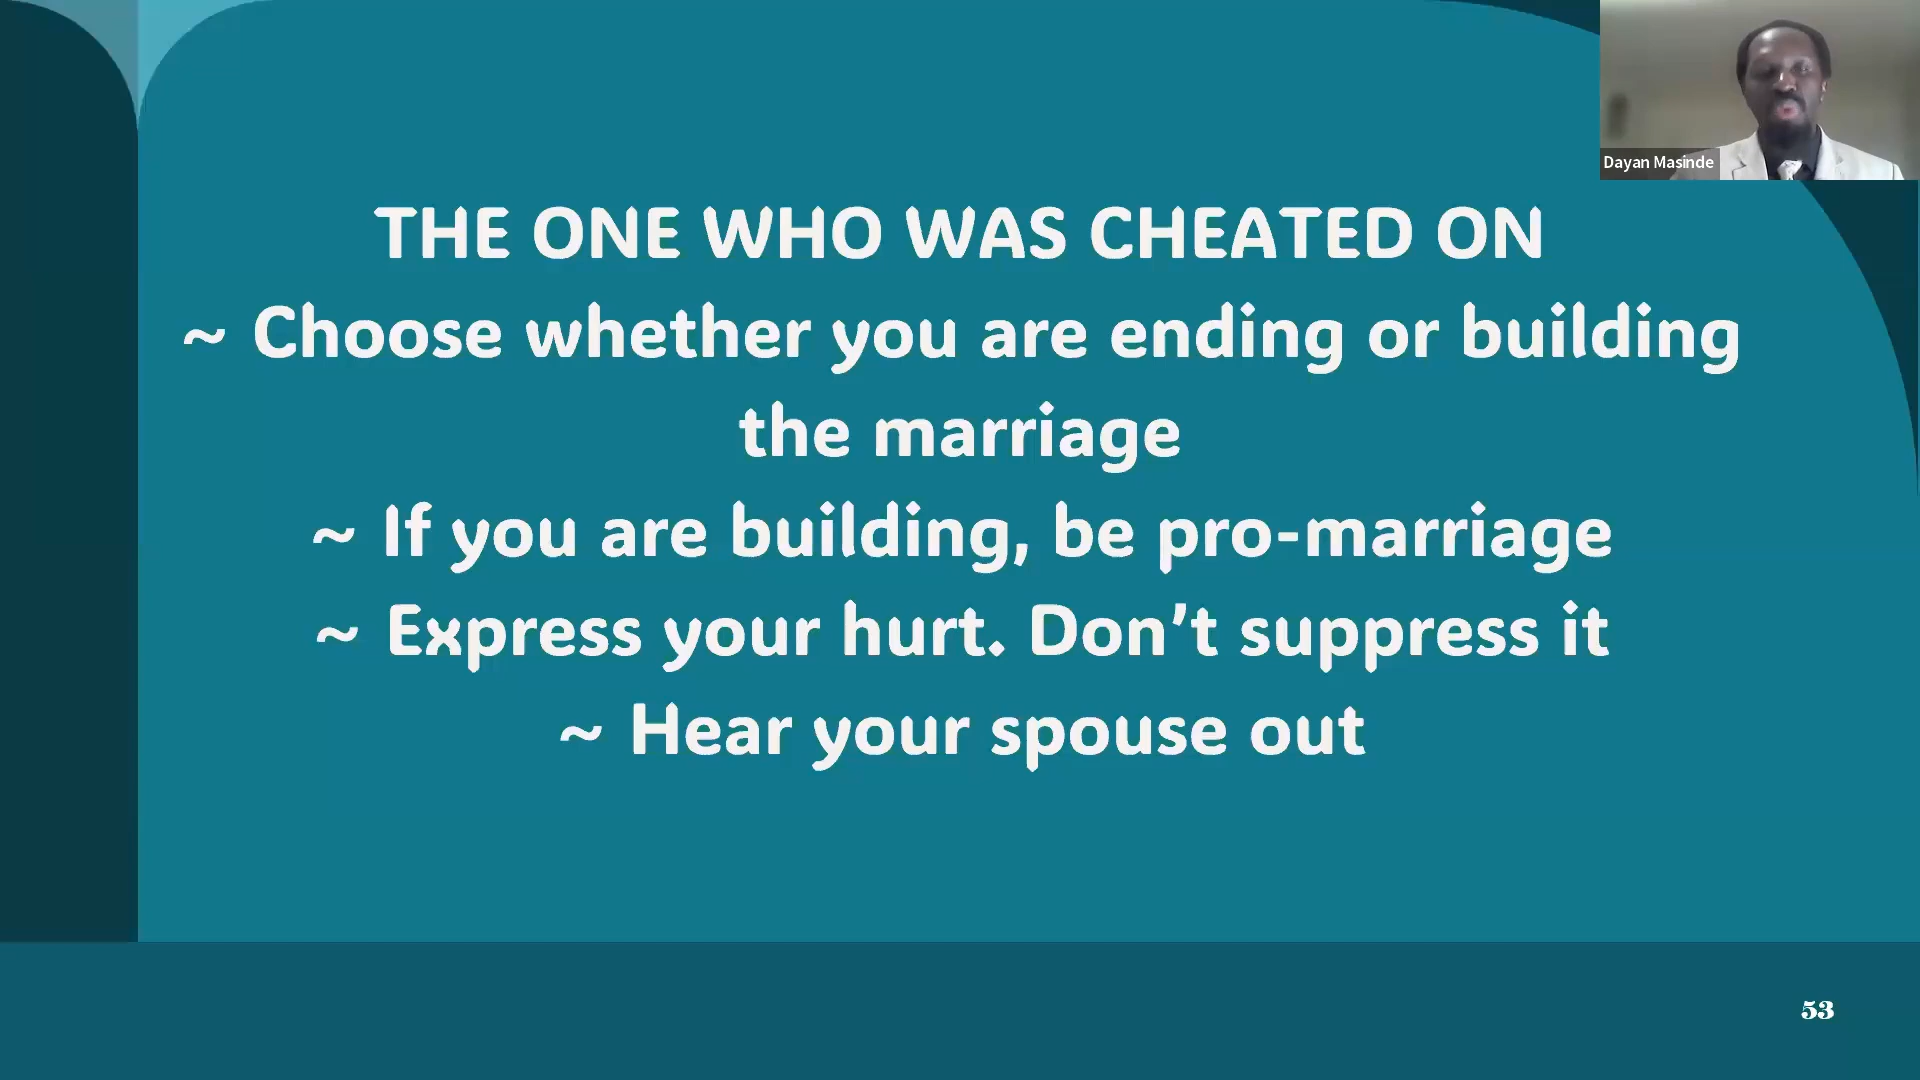 Dayan Masinde
THE ONE WHO WAS CHEATED ON
~ Choose whether you are ending or building
the marriage
~ If you are building, be pro-marriage
~ Express your hurt. Don’t suppress it
~ Hear your spouse out
53